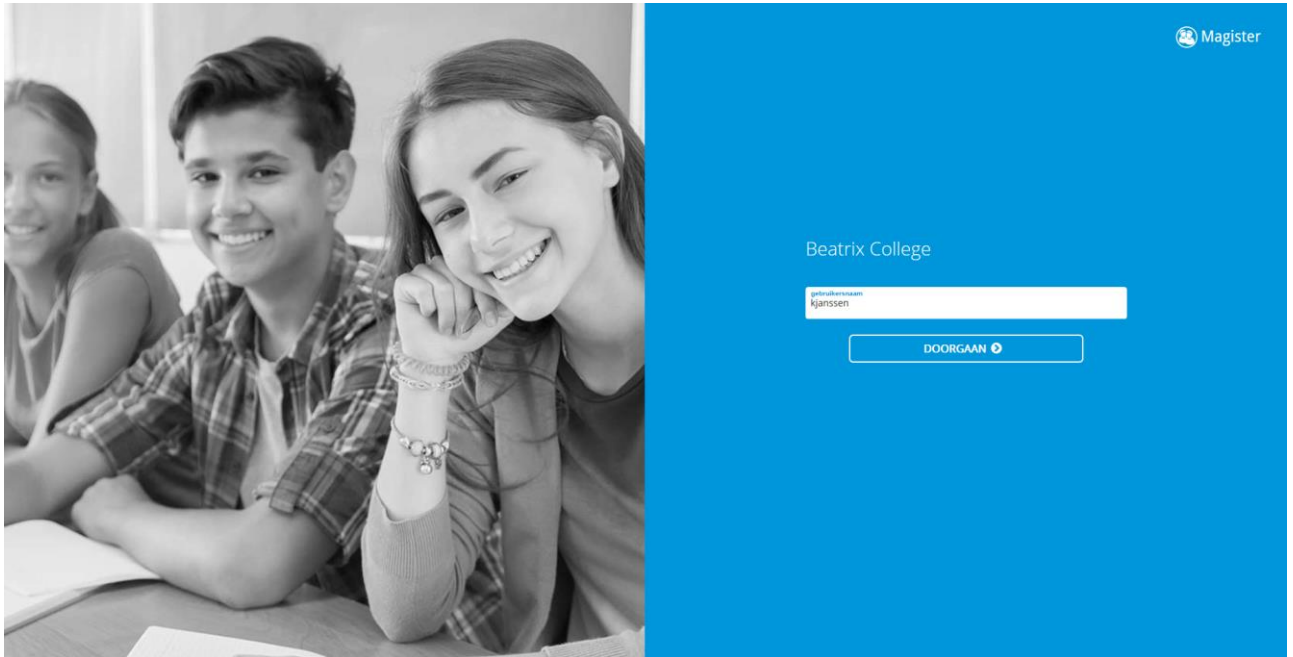 Magister
Beatrix College
gebruikersnaam
kjanssen
DOORGAAN